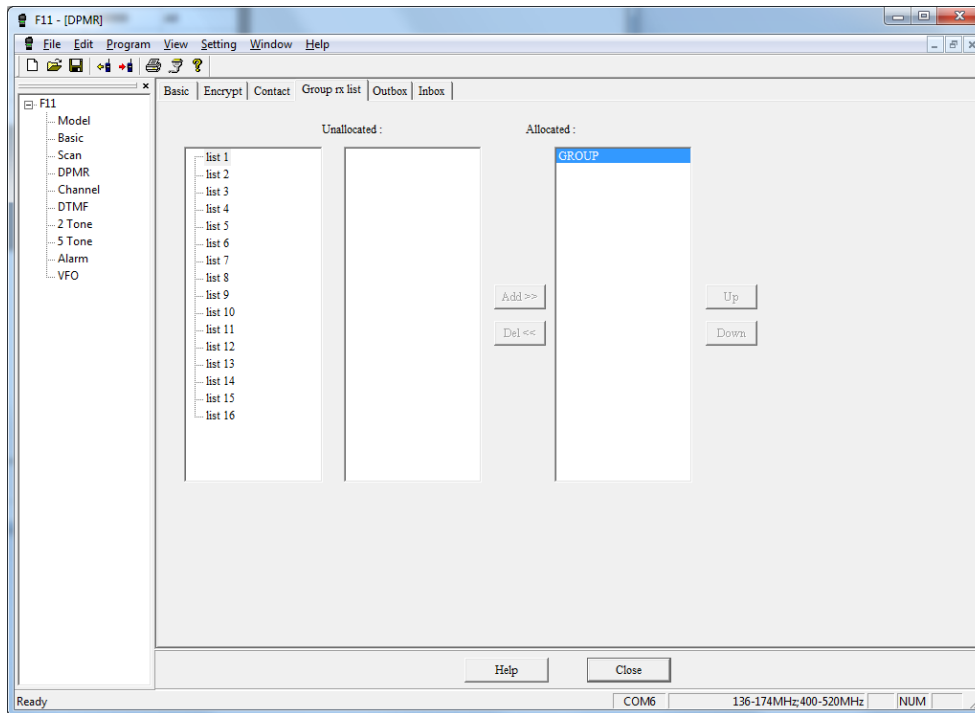 F11 - [DPMR]
File Edit Program View Setting Window Help
F11
Model
Basic
Scan
DPMR
Channel
DTMF
2 Tone
5 Tone
Alarm
VFO
Basic Encrypt Contact Group rx list Outbox Inbox
Unallocated : Allocated :
list 1
list 2
list 3
list 4
list 5
list 6
list 7
list 8
list 9
list 10
list 11
list 12
list 13
list 14
list 15
list 16
GROUP
Add >> Up
Del << Down
Help Close
Ready COM6 136-174MHz;400-520MHz NUM